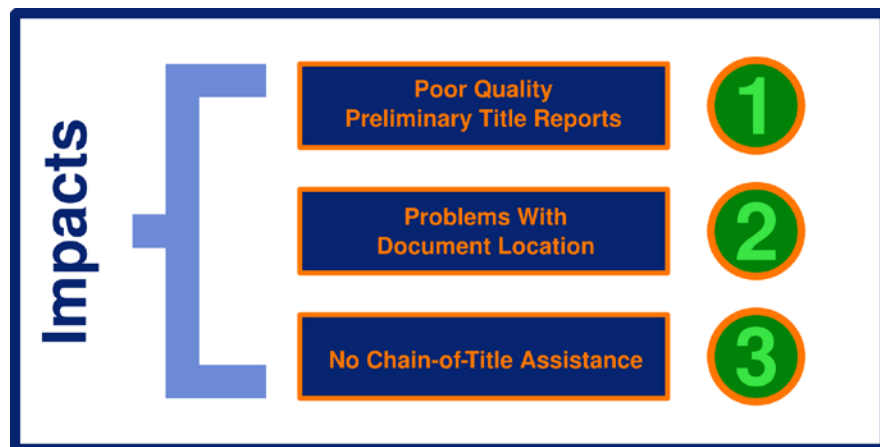 Impacts
Poor Quality
Preliminary Title Reports
1
Problems With
Document Location
2
No Chain-of-Title Assistance
3